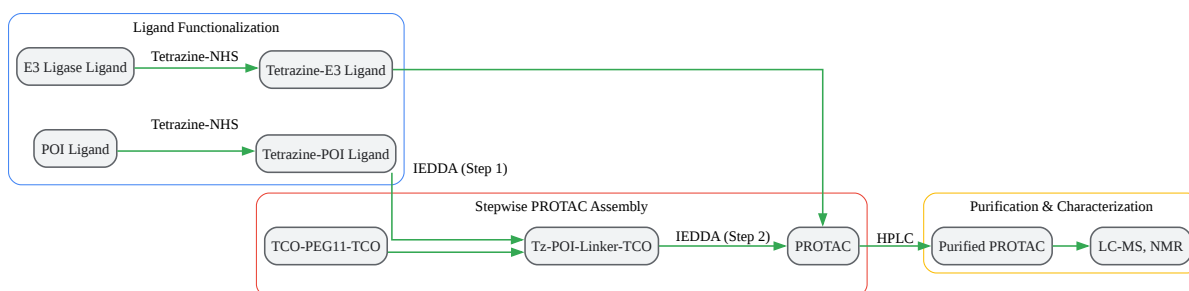 Ligand Functionalization
E3 Ligase Ligand
Tetrazine-NHS
Tetrazine-E3 Ligand
POI Ligand
Tetrazine-NHS
Tetrazine-POI Ligand
IEDDA (Step 1)
Stepwise PROTAC Assembly
TCO-PEG11-TCO
Tz-POI-Linker-TCO
IEDDA (Step 2)
PROTAC
HPLC
Purification & Characterization
Purified PROTAC
LC-MS, NMR